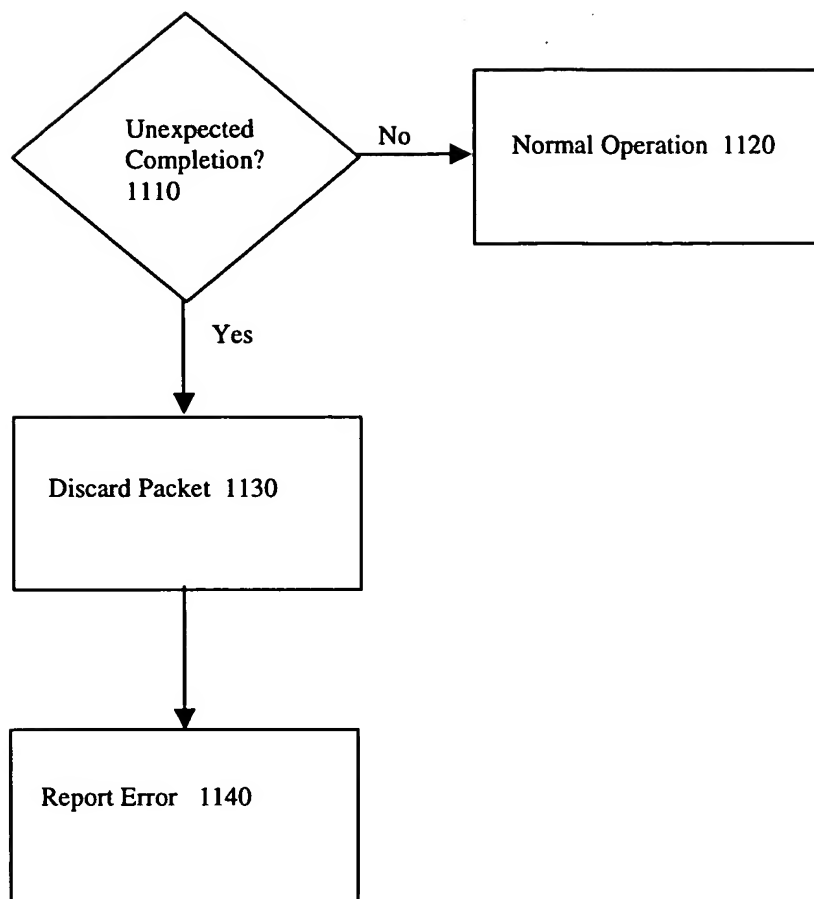 Unexpected
Completion?
1110
No
Normal Operation 1120
Yes
Discard Packet 1130
Report Error 1140